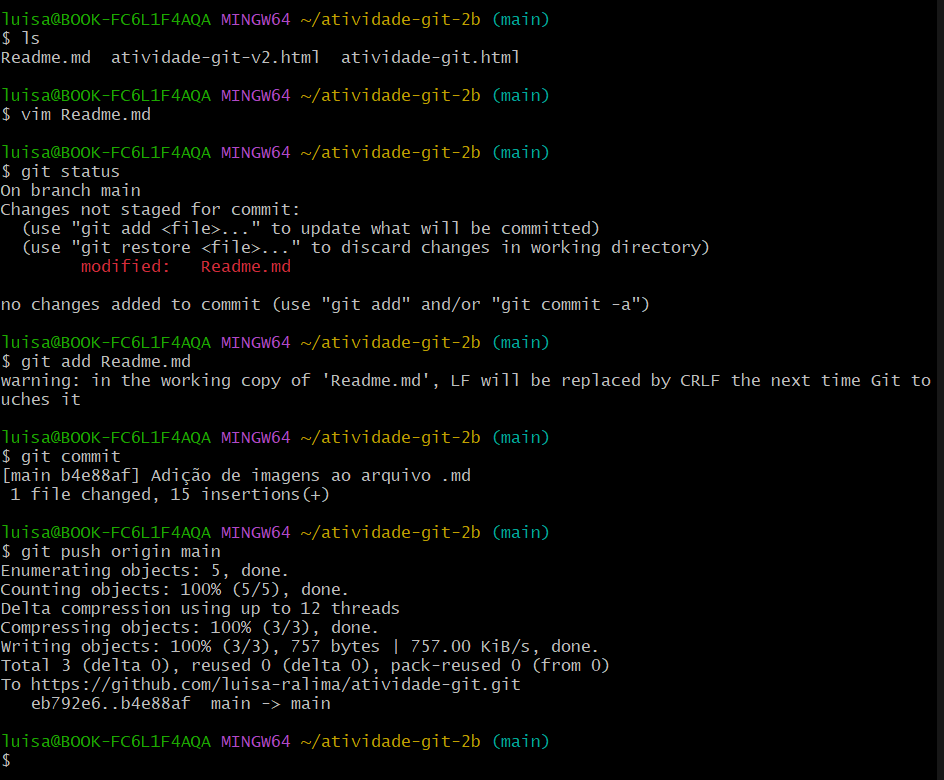 luisa@BOOK-FC6L1F4AQA MINGW64 ~/atividade-git-2b (main)
$ ls
Readme.md  atividade-git-v2.html  atividade-git.html
luisa@BOOK-FC6L1F4AQA MINGW64 ~/atividade-git-2b (main)
$ vim Readme.md
luisa@BOOK-FC6L1F4AQA MINGW64 ~/atividade-git-2b (main)
$ git status
On branch main
Changes not staged for commit:
  (use "git add <file>..." to update what will be committed)
  (use "git restore <file>..." to discard changes in working directory)
        modified:   Readme.md
no changes added to commit (use "git add" and/or "git commit -a")
luisa@BOOK-FC6L1F4AQA MINGW64 ~/atividade-git-2b (main)
$ git add Readme.md
warning: in the working copy of 'Readme.md', LF will be replaced by CRLF the next time Git to
uches it
luisa@BOOK-FC6L1F4AQA MINGW64 ~/atividade-git-2b (main)
$ git commit
[main b4e88af] Adição de imagens ao arquivo .md
 1 file changed, 15 insertions(+)
luisa@BOOK-FC6L1F4AQA MINGW64 ~/atividade-git-2b (main)
$ git push origin main
Enumerating objects: 5, done.
Counting objects: 100% (5/5), done.
Delta compression using up to 12 threads
Compressing objects: 100% (3/3), done.
Writing objects: 100% (3/3), 757 bytes | 757.00 KiB/s, done.
Total 3 (delta 0), reused 0 (delta 0), pack-reused 0 (from 0)
To https://github.com/luisa-ralima/atividade-git.git
   eb792e6..b4e88af  main -> main
luisa@BOOK-FC6L1F4AQA MINGW64 ~/atividade-git-2b (main)
$